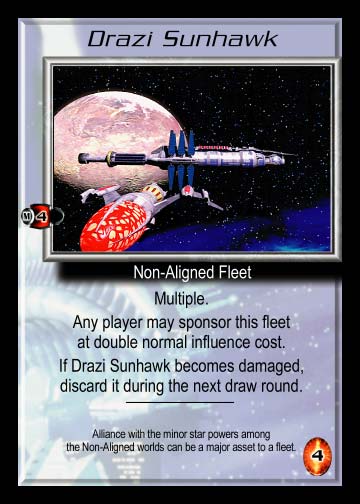 Drazi Sunhawk
M 4
Non-Aligned Fleet
Multiple.
Any player may sponsor this fleet
at double normal influence cost.
If Drazi Sunhawk becomes damaged,
discard it during the next draw round.
Alliance with the minor star powers among
the Non-Aligned worlds can be a major asset to a fleet.
4